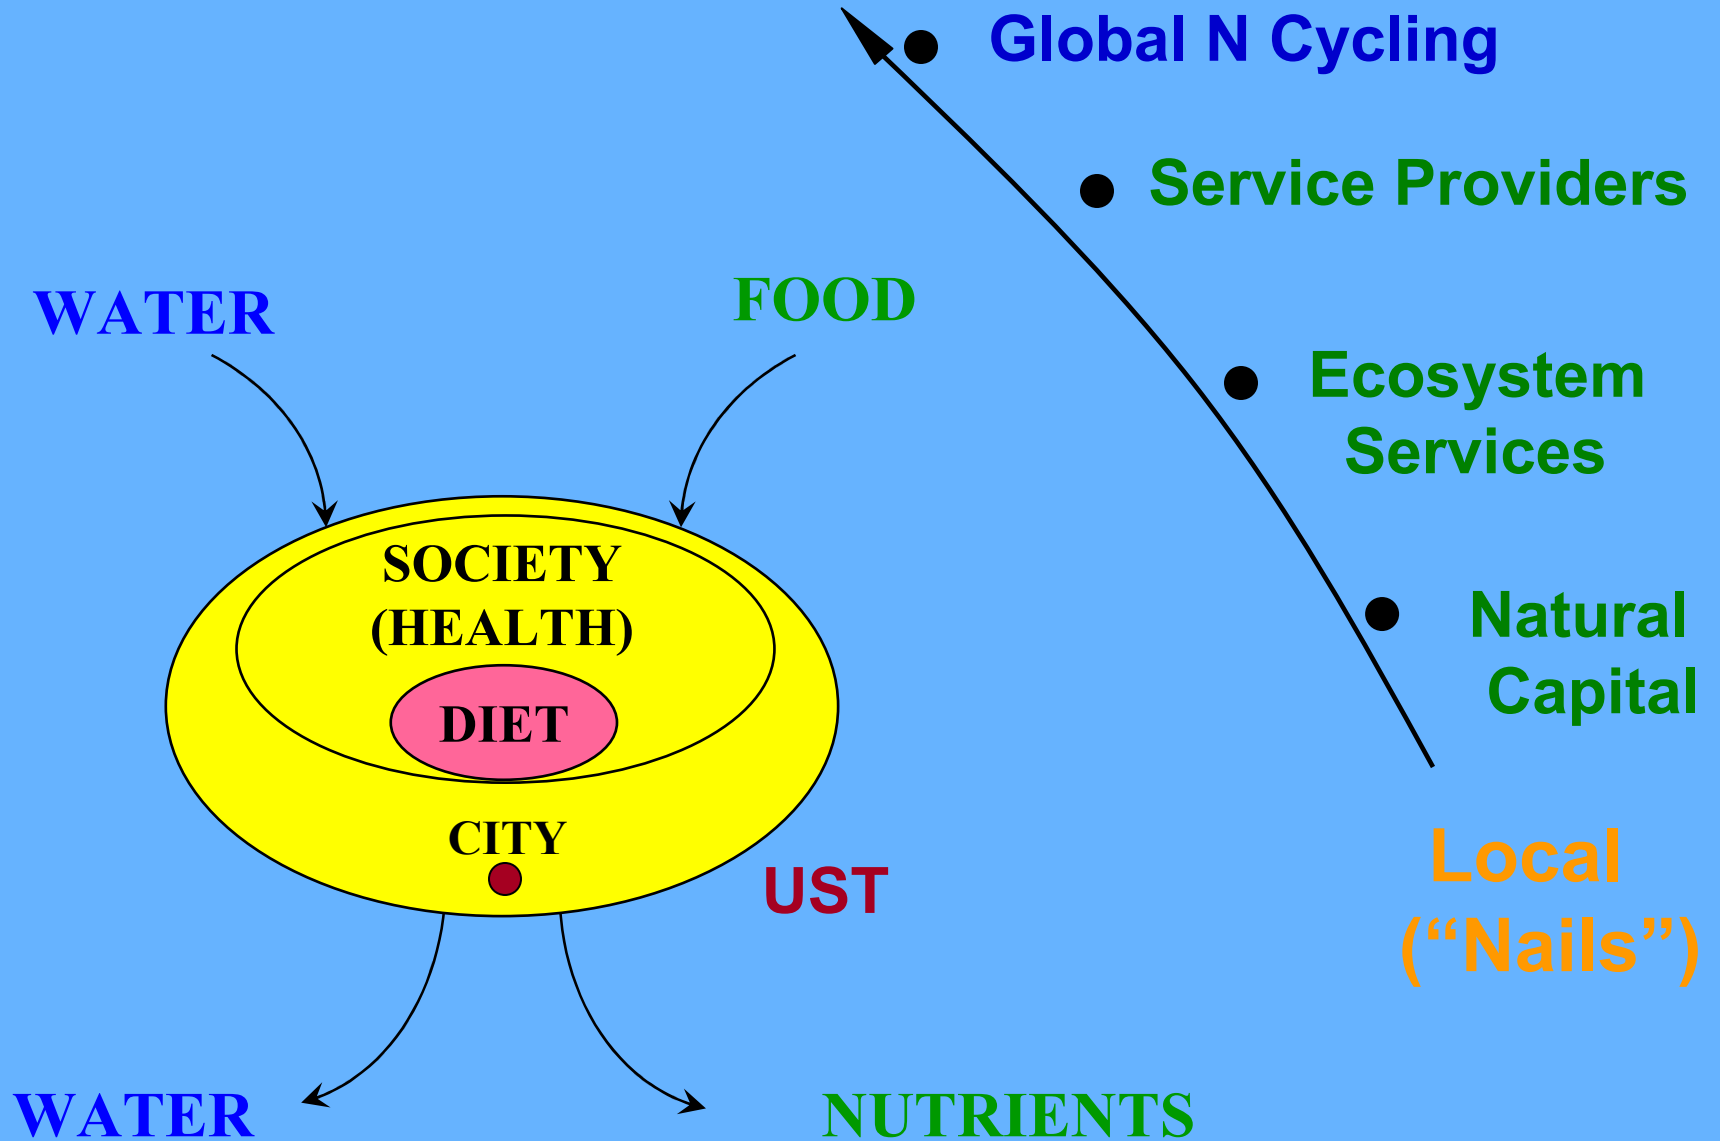 Global N Cycling
Service Providers
WATER
FOOD
Ecosystem
Services
SOCIETY
(HEALTH)
DIET
Natural
Capital
CITY
UST
Local
(“Nails”)
WATER
NUTRIENTS